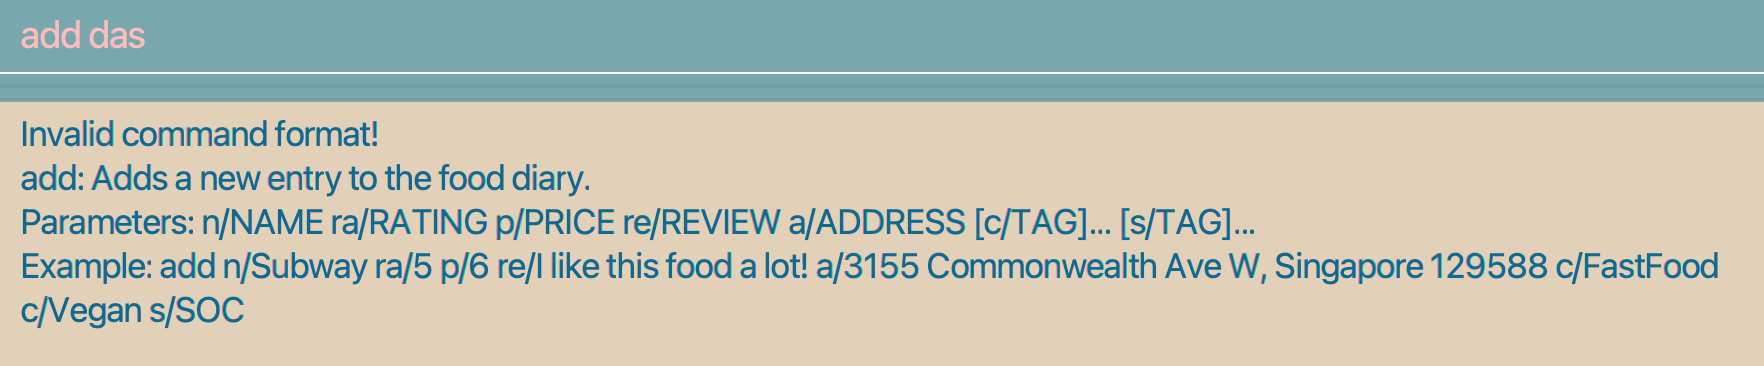 add das
Invalid command format!
add: Adds a new entry to the food diary.
Parameters: n/NAME ra/RATING p/PRICE re/REVIEW a/ADDRESS [c/TAG]... [s/TAG]...
Example: add n/Subway ra/5 p/6 re/I like this food a lot! a/3155 Commonwealth Ave W, Singapore 129588 c/FastFood
c/Vegan s/SOC